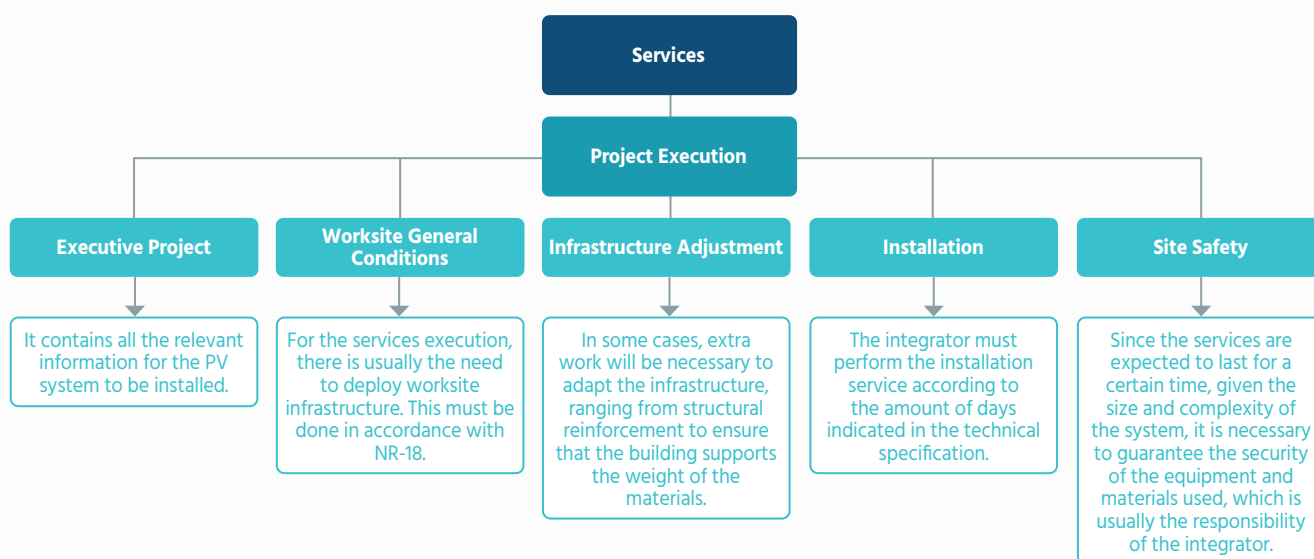 Services
Project Execution
Executive Project
It contains all the relevant
information for the PV
system to be installed.
Worksite General
Conditions
For the services execution,
there is usually the need
to deploy worksite
infrastructure. This must be
done in accordance with
NR-18.
Infrastructure Adjustment
In some cases, extra
work will be necessary to
adapt the infrastructure,
ranging from structural
reinforcement to ensure
that the building supports
the weight of the
materials.
Installation
The integrator must
perform the installation
service according to
the amount of days
indicated in the technical
specification.
Site Safety
Since the services are
expected to last for a
certain time, given the
size and complexity of
the system, it is necessary
to guarantee the security
of the equipment and
materials used, which is
usually the responsibility
of the integrator.